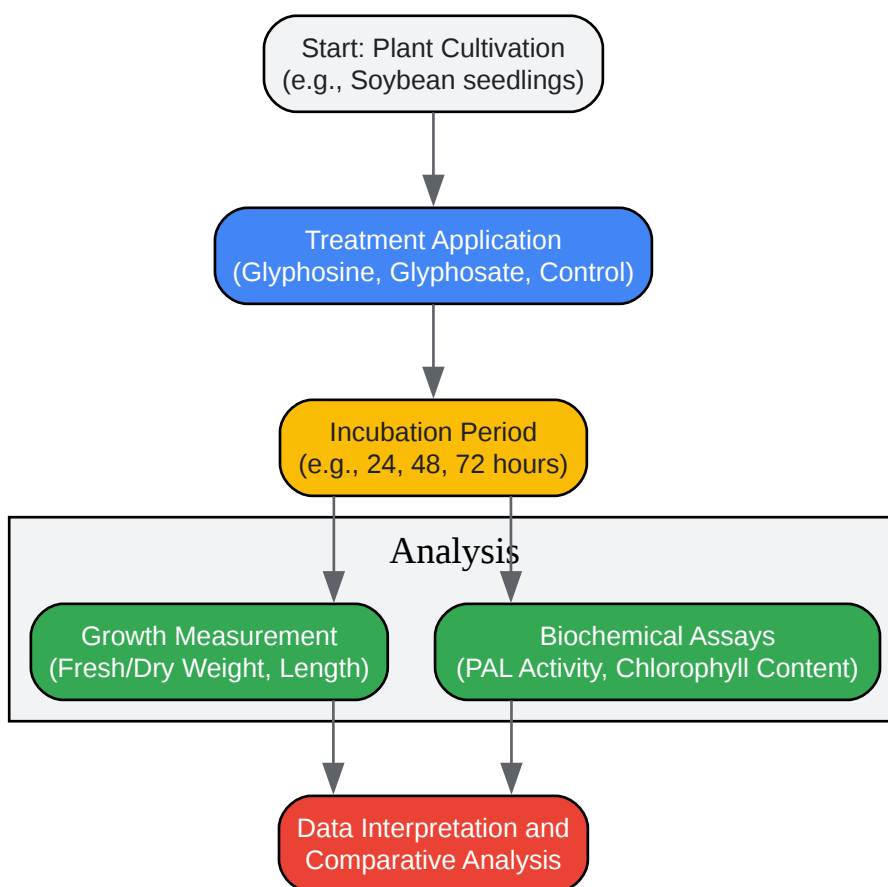 Start: Plant Cultivation
(e.g., Soybean seedlings)
Treatment Application
(Glyphosine, Glyphosate, Control)
Incubation Period
(e.g., 24, 48, 72 hours)
Analysis
Growth Measurement
(Fresh/Dry Weight, Length)
Biochemical Assays
(PAL Activity, Chlorophyll Content)
Data Interpretation and
Comparative Analysis